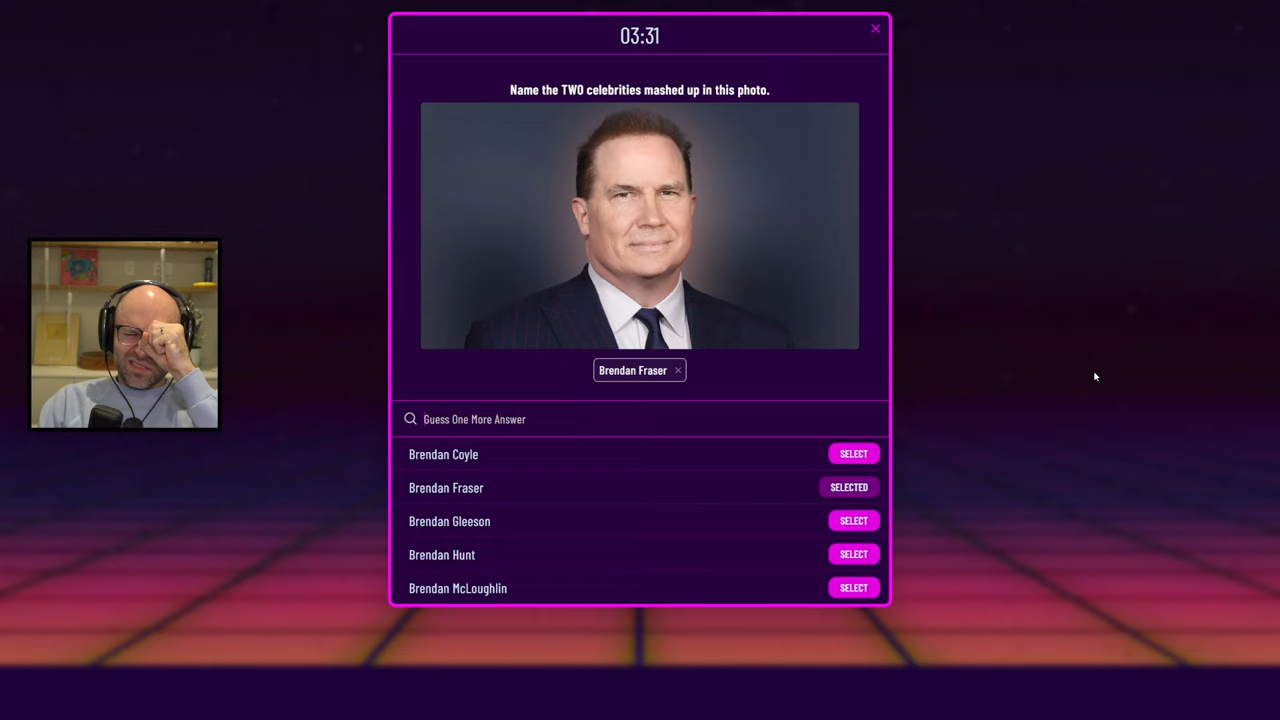 03:31
Name the TWO celebrities mashed up in this photo.
Brendan Fraser
Guess One More Answer
Brendan Coyle SELECT
Brendan Fraser SELECTED
Brendan Gleeson SELECT
Brendan Hunt SELECT
Brendan McLoughlin SELECT